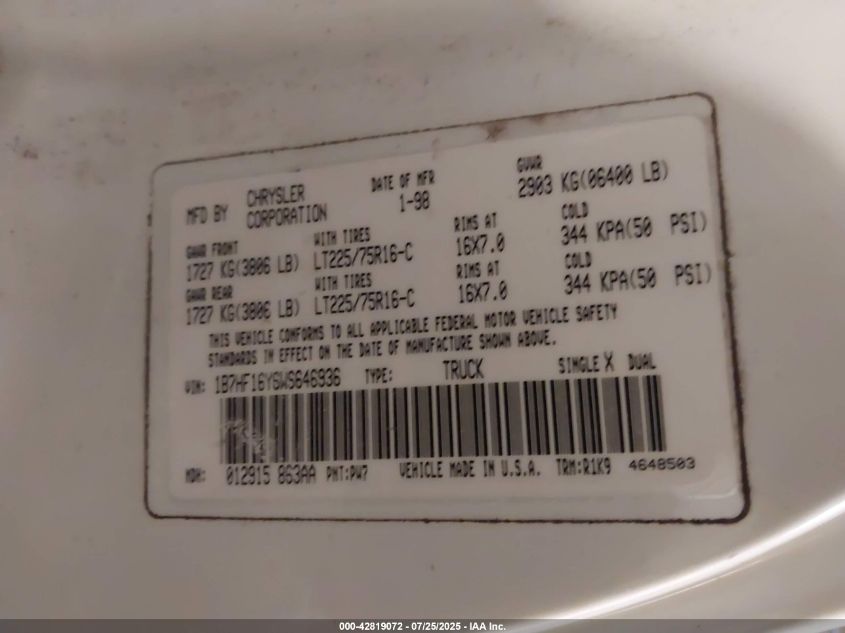 MFD BY CHRYSLER CORPORATION DATE OF MFR 1-98 GVWR 2903 KG(06400 LB)
GAWR FRONT WITH TIRES RIMS AT COLD
1727 KG(3806 LB) LT225/75R16-C 16X7.0 344 KPA(50 PSI)
GAWR REAR WITH TIRES RIMS AT COLD
1727 KG(3806 LB) LT225/75R16-C 16X7.0 344 KPA(50 PSI)
THIS VEHICLE CONFORMS TO ALL APPLICABLE FEDERAL MOTOR VEHICLE SAFETY
STANDARDS IN EFFECT ON THE DATE OF MANUFACTURE SHOWN ABOVE.
VIN: 1B7HF16Y6WS646936 TYPE: TRUCK SINGLE X DUAL
MDH: 012915 863AA PNT:PW7 VEHICLE MADE IN U.S.A. TRM:R1K9 4648503
000-42819072 - 07/25/2025 - IAA Inc.